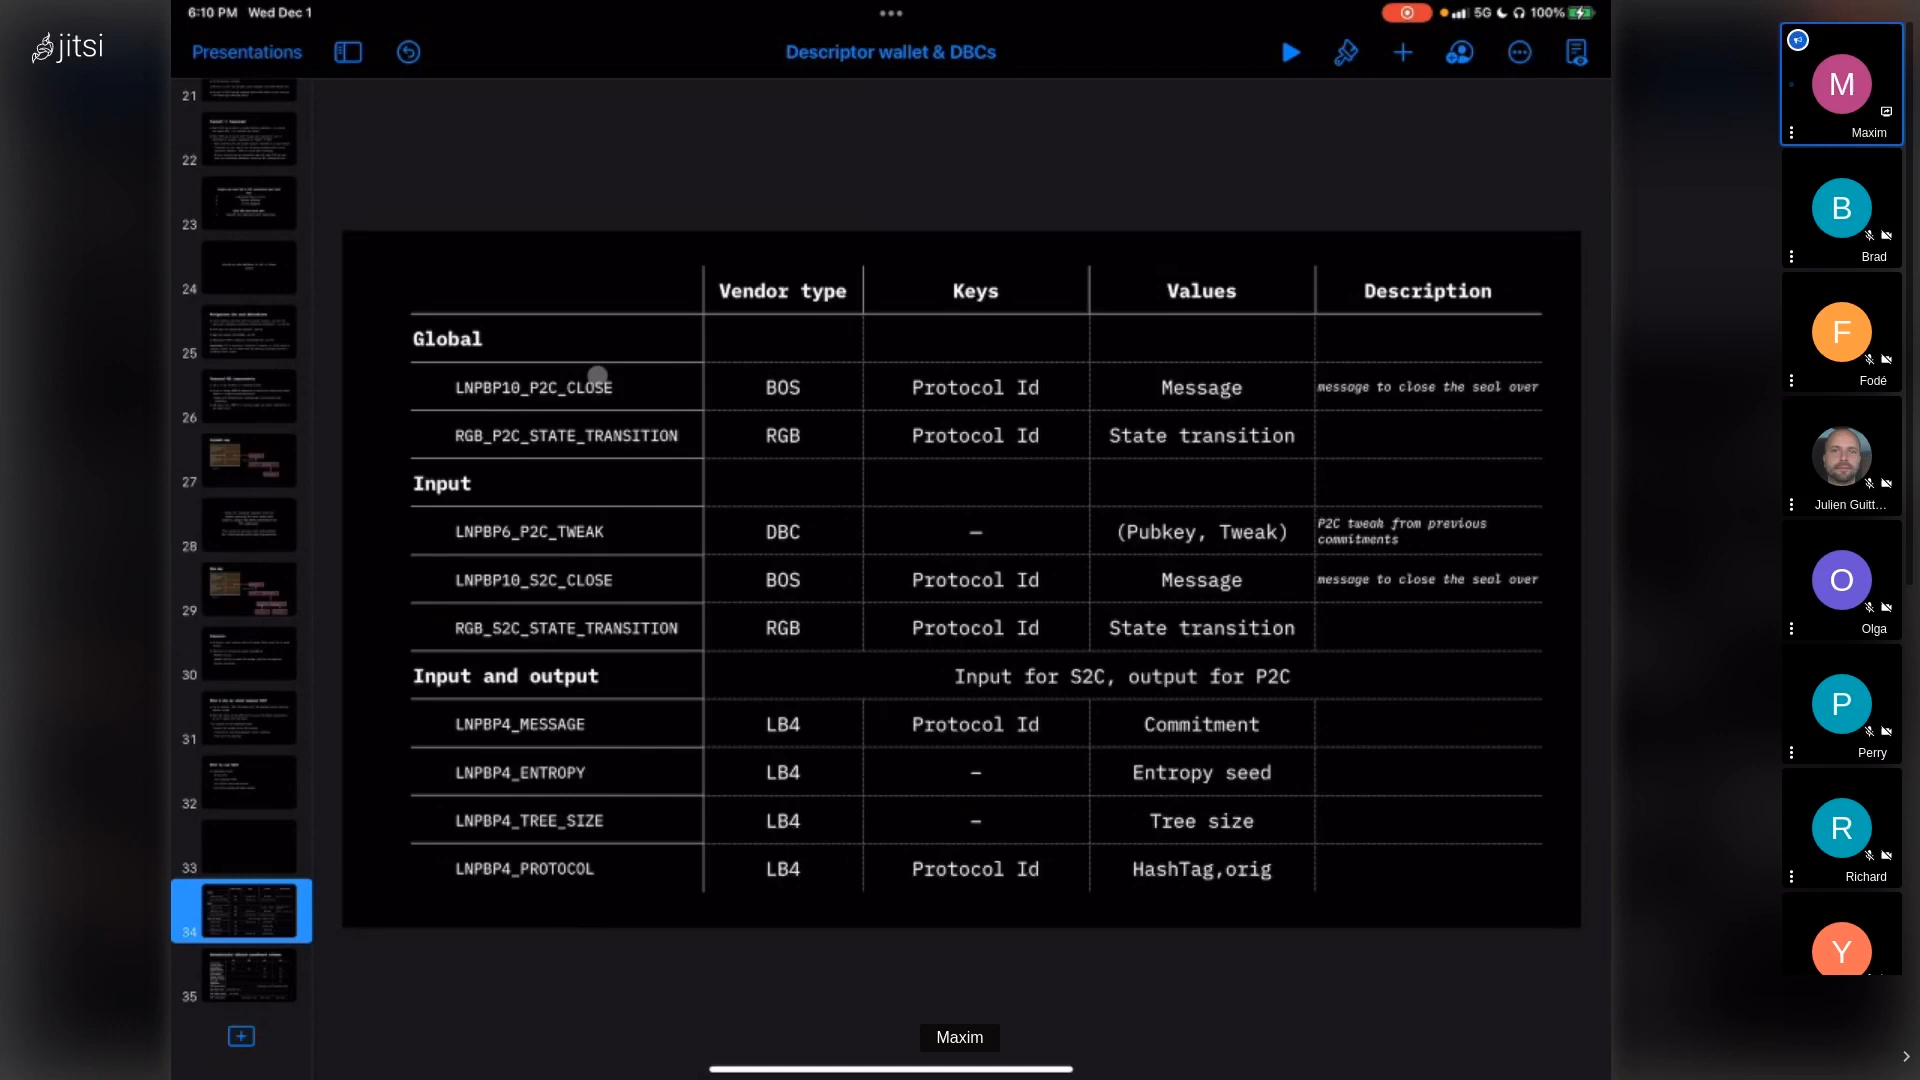 6:10 PM Wed Dec 1
5G 100%
jitsi
Presentations
Descriptor wallet & DBCs
21
22
23
24
25
26
27
28
29
30
31
32
33
34
35
Vendor type Keys Values Description
Global
LNPBP10_P2C_CLOSE BOS Protocol Id Message message to close the seal over
RGB_P2C_STATE_TRANSITION RGB Protocol Id State transition
Input
LNPBP6_P2C_TWEAK DBC — (Pubkey, Tweak) P2C tweak from previous
commitments
LNPBP10_S2C_CLOSE BOS Protocol Id Message message to close the seal over
RGB_S2C_STATE_TRANSITION RGB Protocol Id State transition
Input and output Input for S2C, output for P2C
LNPBP4_MESSAGE LB4 Protocol Id Commitment
LNPBP4_ENTROPY LB4 — Entropy seed
LNPBP4_TREE_SIZE LB4 — Tree size
LNPBP4_PROTOCOL LB4 Protocol Id HashTag,orig
Maxim
M
Maxim
B
Brad
F
Fodé
Julien Guitt...
O
Olga
P
Perry
R
Richard
Y